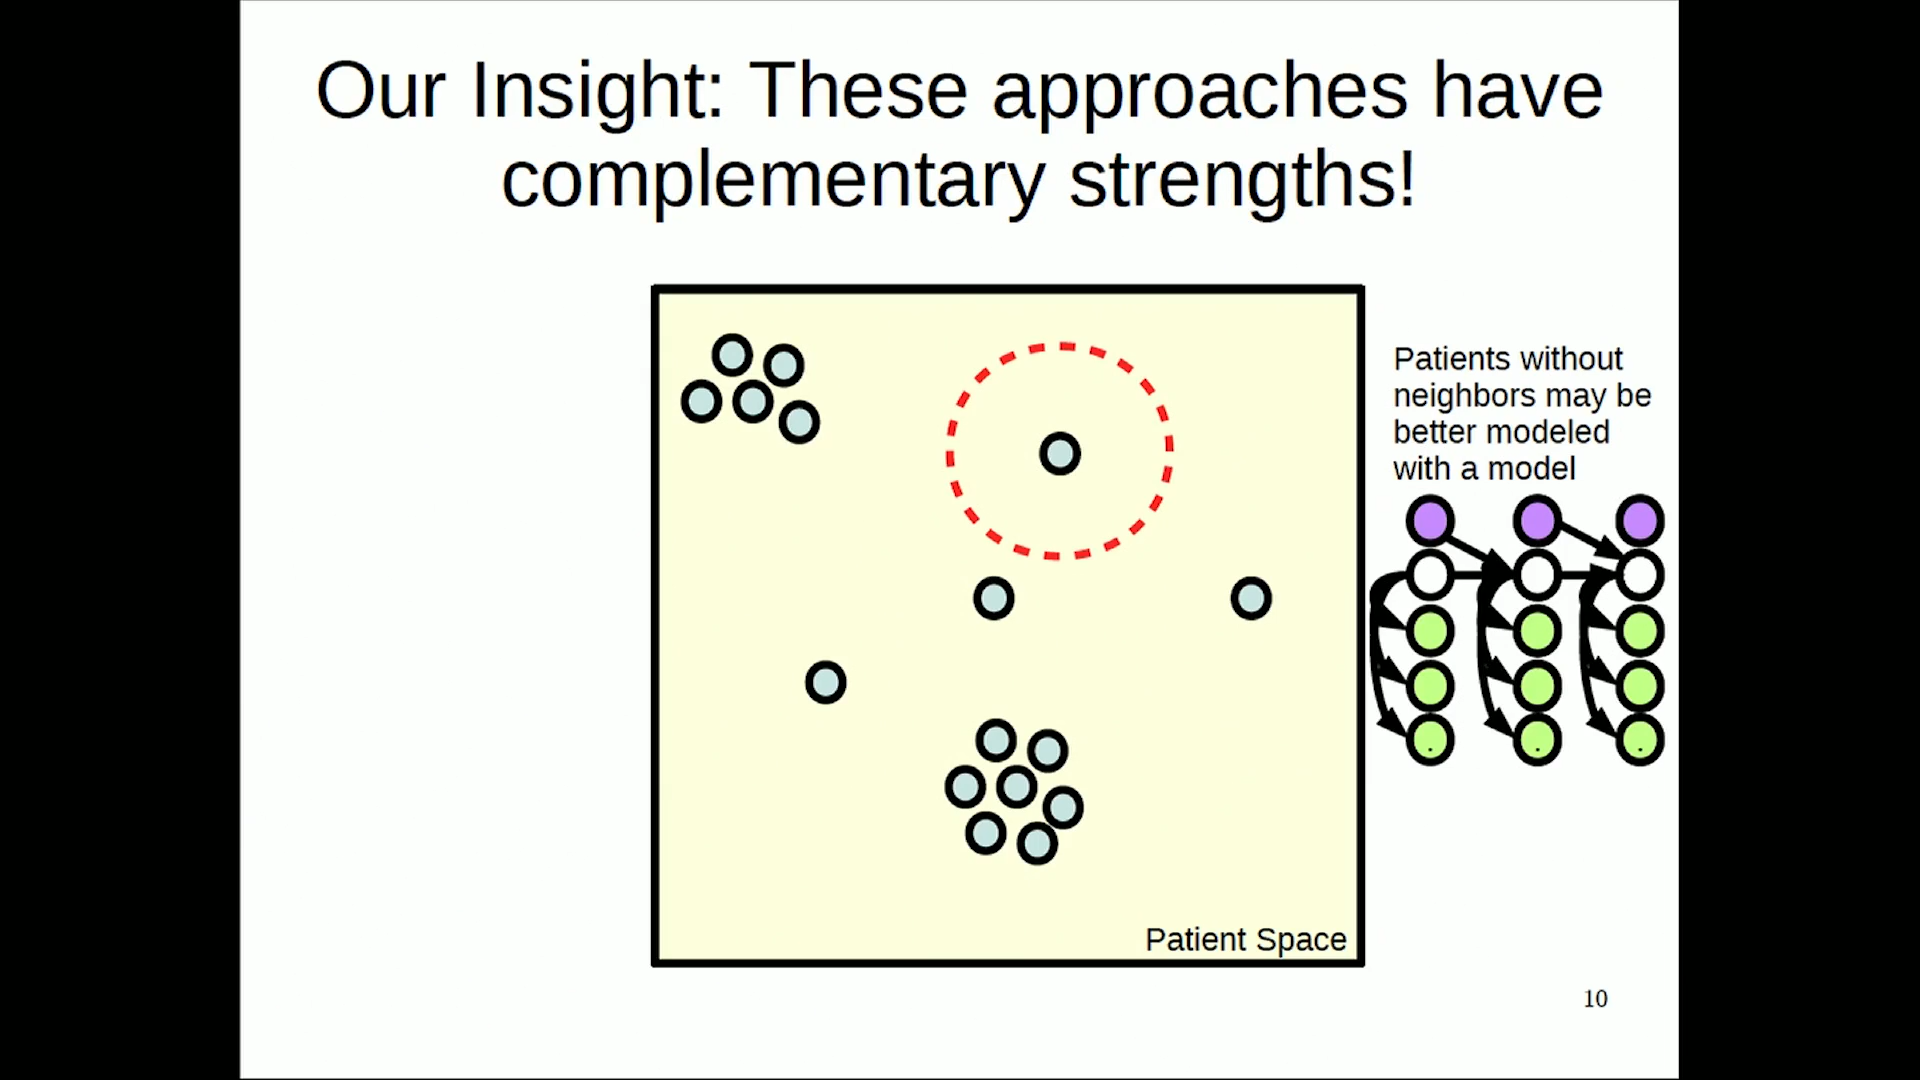 Our Insight: These approaches have
complementary strengths!
Patients without
neighbors may be
better modeled
with a model
Patient Space
10